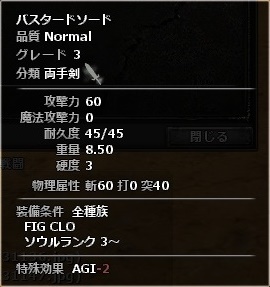 バスタードソード
品質 Normal
グレード 3
分類 両手剣
攻撃力 60
魔法攻撃力 0
耐久度 45/45
重量 8.50
硬度 3
閉じる
物理属性 斬60 打0 突40
装備条件 全種族
FIG CLO
ソウルランク 3～
特殊効果 AGI-2